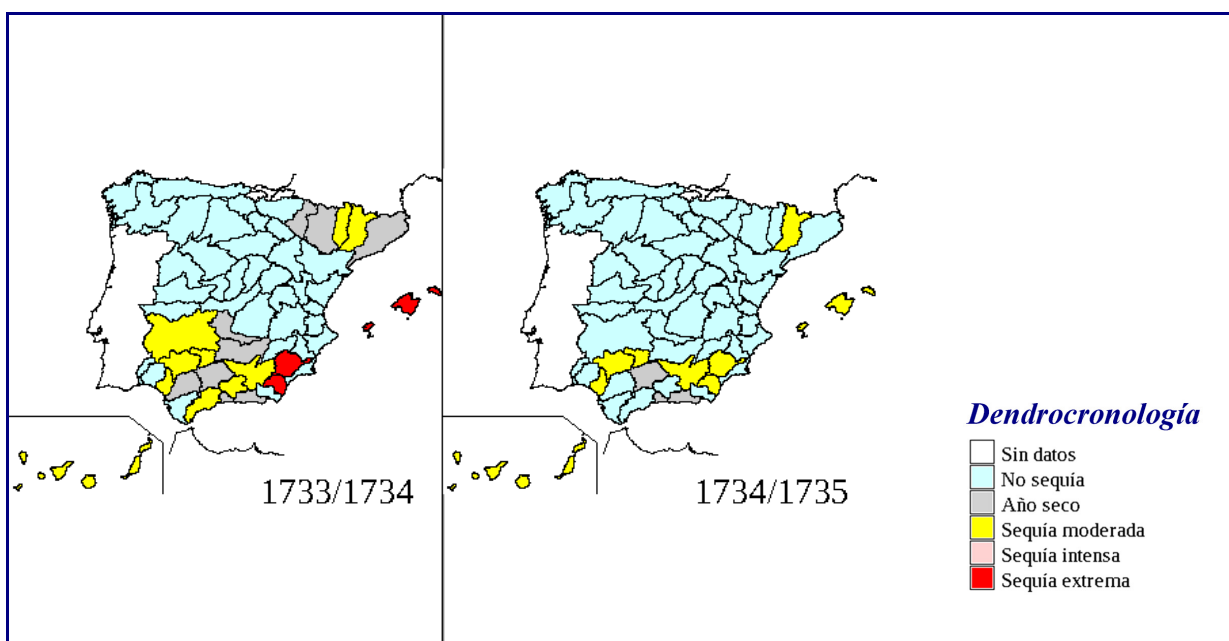 1733/1734
1734/1735
Dendrocronología
Sin datos
No sequía
Año seco
Sequía moderada
Sequía intensa
Sequía extrema